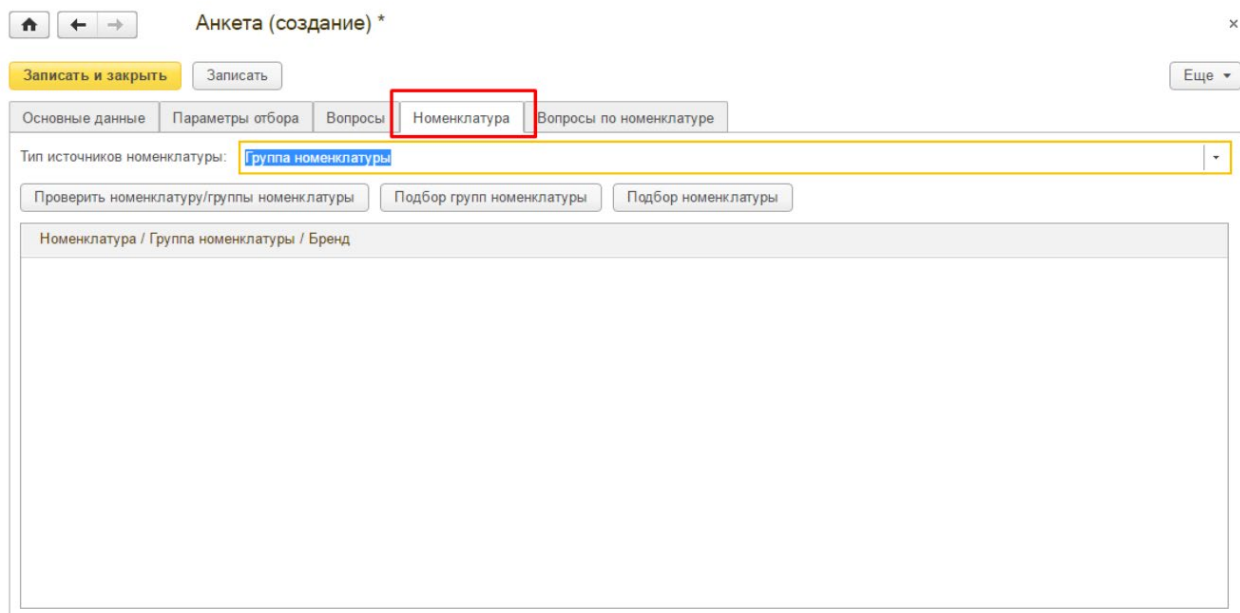 Анкета (создание) *
Записать и закрыть Записать Еще
Основные данные Параметры отбора Вопросы Номенклатура Вопросы по номенклатуре
Тип источников номенклатуры: Группа номенклатуры
Проверить номенклатуру/группы номенклатуры Подбор групп номенклатуры Подбор номенклатуры
Номенклатура / Группа номенклатуры / Бренд